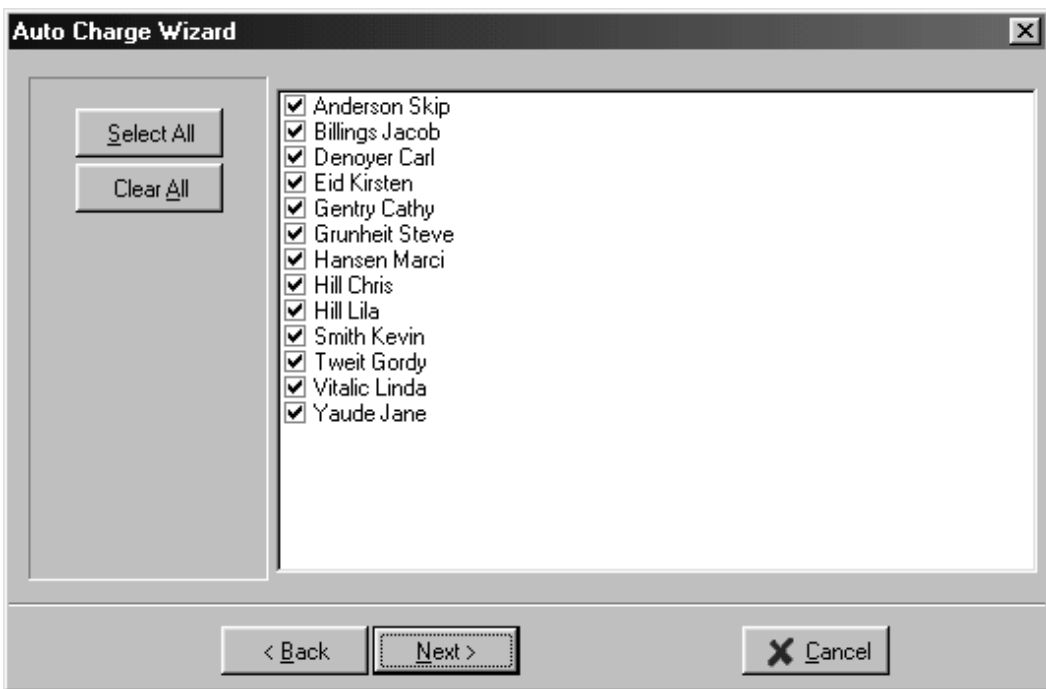 Auto Charge Wizard
Select All
Clear All
Anderson Skip
Billings Jacob
Denoyer Carl
Eid Kirsten
Gentry Cathy
Grunheit Steve
Hansen Marci
Hill Chris
Hill Lila
Smith Kevin
Tweit Gordy
Vitalic Linda
Yaude Jane
< Back
Next >
Cancel